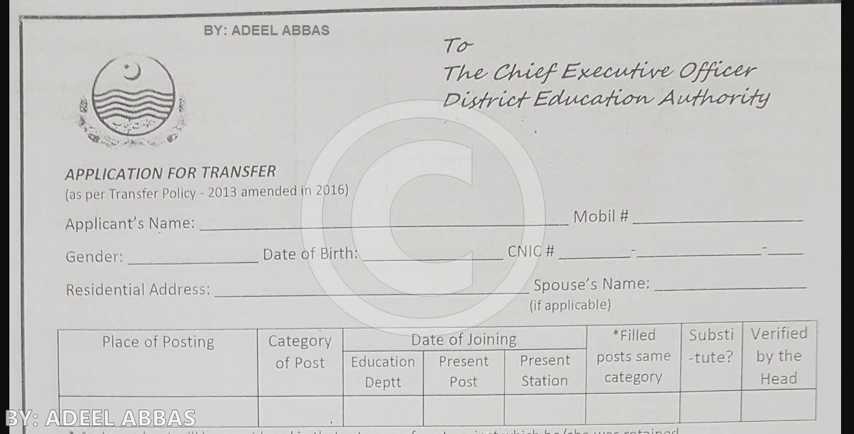 BY: ADEEL ABBAS
To
The Chief Executive Officer
District Education Authority
APPLICATION FOR TRANSFER
(as per Transfer Policy - 2013 amended in 2016)
Applicant's Name: Mobil #
Gender: Date of Birth: CNIC # - -
Residential Address: Spouse's Name:
(if applicable)
Place of Posting Category of Post Date of Joining *Filled posts same category Substi-tute? Verified by the Head
Education Deptt Present Post Present Station
BY: ADEEL ABBAS